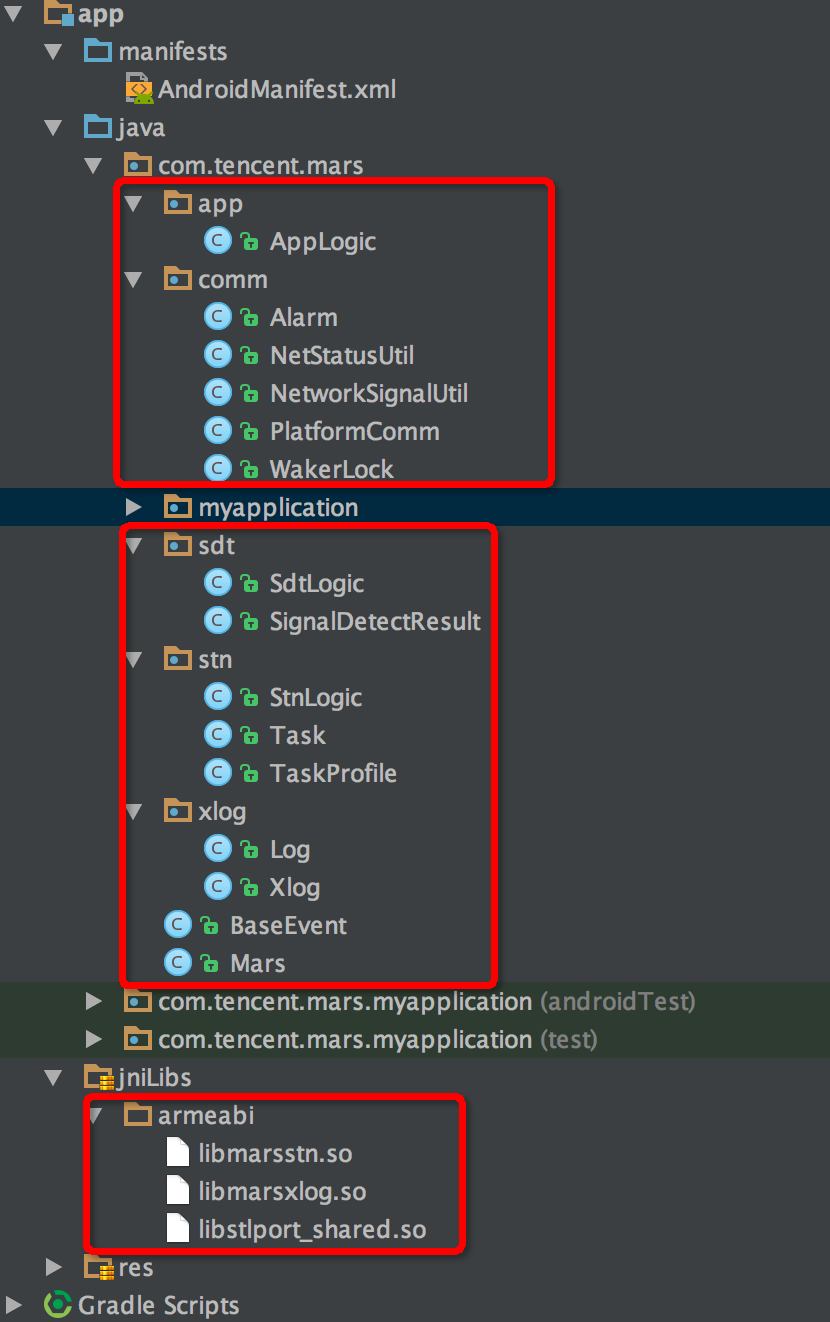 app
manifests
AndroidManifest.xml
java
com.tencent.mars
app
C AppLogic
comm
C Alarm
C NetStatusUtil
C NetworkSignalUtil
C PlatformComm
C WakerLock
myapplication
sdt
C SdtLogic
C SignalDetectResult
stn
C StnLogic
C Task
C TaskProfile
xlog
C Log
C Xlog
C BaseEvent
C Mars
com.tencent.mars.myapplication (androidTest)
com.tencent.mars.myapplication (test)
jniLibs
armeabi
libmarsstn.so
libmarsxlog.so
libstlport_shared.so
res
Gradle Scripts